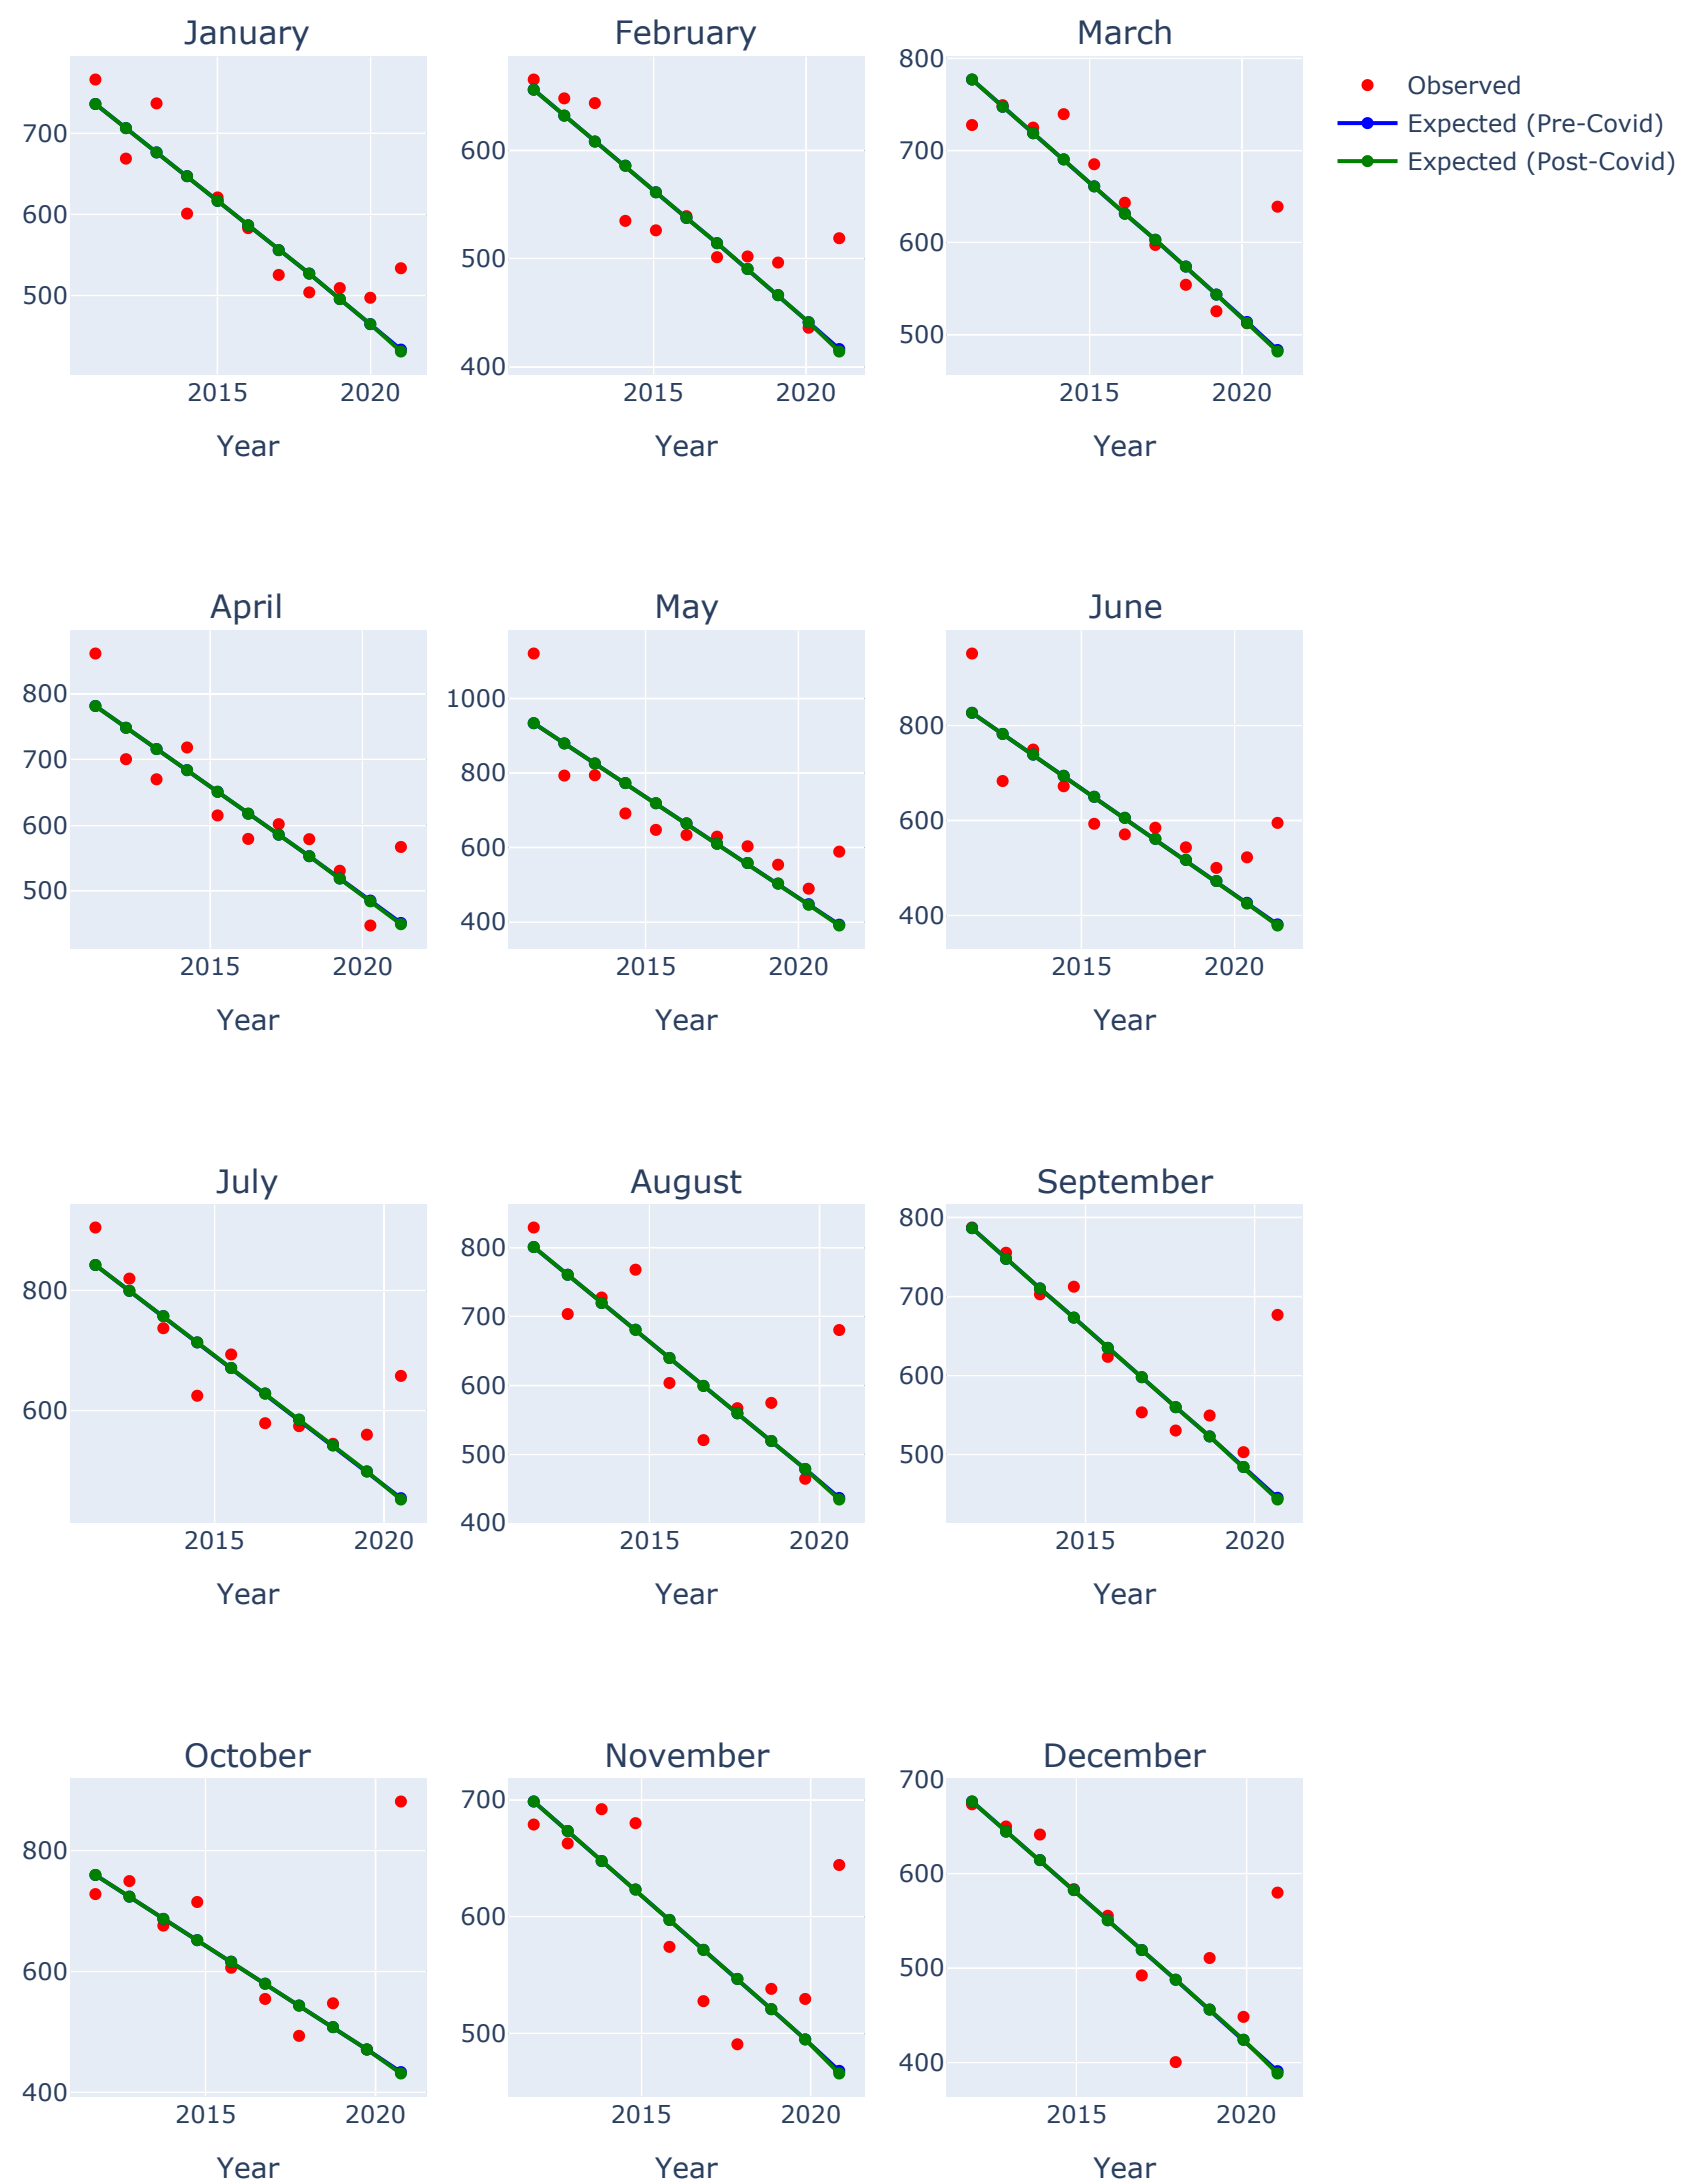 January
February
March
700
600
500
2015
2020
Year
600
500
400
2015
2020
Year
800
700
600
500
2015
2020
Year
Observed
Expected (Pre-Covid)
Expected (Post-Covid)
April
May
June
800
700
600
500
2015
2020
Year
1000
800
600
400
2015
2020
Year
800
600
400
2015
2020
Year
July
August
September
800
600
2015
2020
Year
800
700
600
500
400
2015
2020
Year
800
700
600
500
2015
2020
Year
October
November
December
800
600
400
2015
2020
Year
700
600
500
2015
2020
Year
700
600
500
400
2015
2020
Year